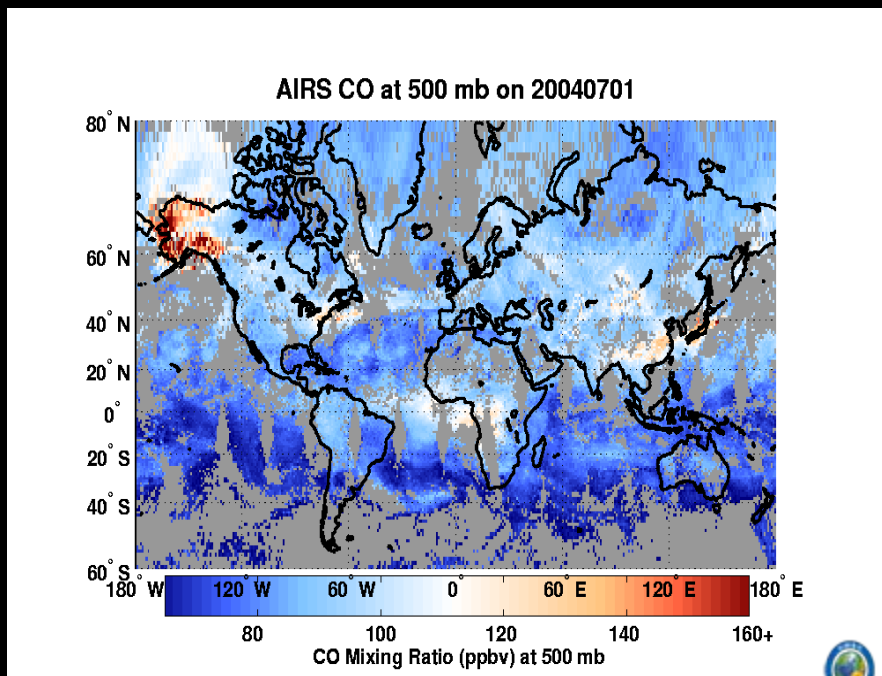 AIRS CO at 500 mb on 20040701
80° N
60° N
40° N
20° N
0°
20° S
40° S
60° S
180° W 120° W 60° W 0° 60° E 120° E 180° E
80 100 120 140 160+
CO Mixing Ratio (ppbv) at 500 mb